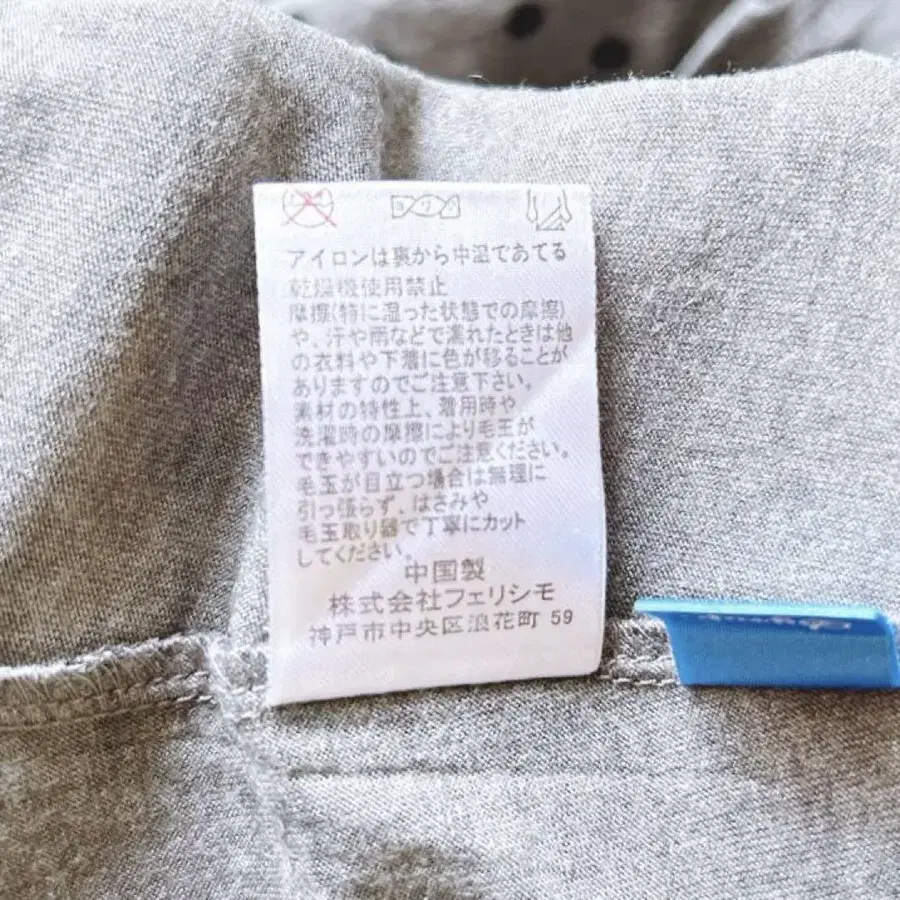 アイロンは裏から中温であてる
乾燥機使用禁止
摩擦(特に湿った状態での摩擦)
や、汗や雨などで濡れたときは他
の衣料や下着に色が移ることが
ありますのでご注意下さい。
素材の特性上、着用時や
洗濯時の摩擦により毛玉が
できやすいのでご注意ください。
毛玉が目立つ場合は無理に
引っ張らず、はさみや
毛玉取り器で丁寧にカット
してください。
中国製
株式会社フェリシモ
神戸市中央区浪花町 59